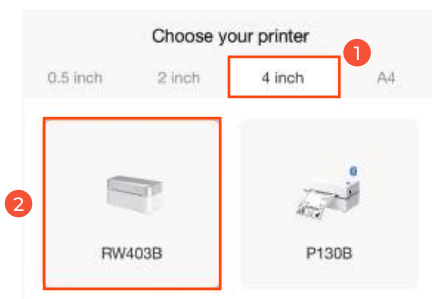 Choose your printer
1
0.5 inch 2 inch 4 inch A4
2
RW403B P130B